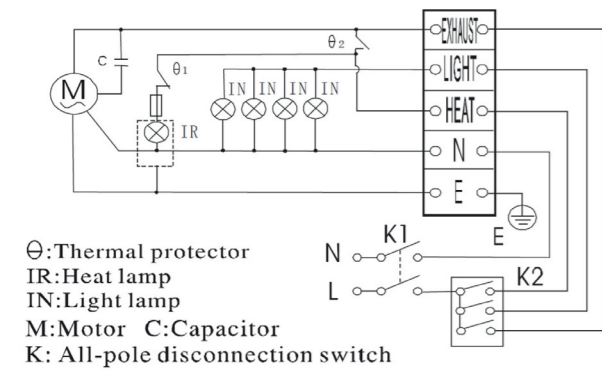 EXHAUST
θ2
C
θ1
LIGHT
M
IN IN IN IN
HEAT
IR
N
E
E
K1
N
K2
L
θ:Thermal protector
IR:Heat lamp
IN:Light lamp
M:Motor C:Capacitor
K: All-pole disconnection switch